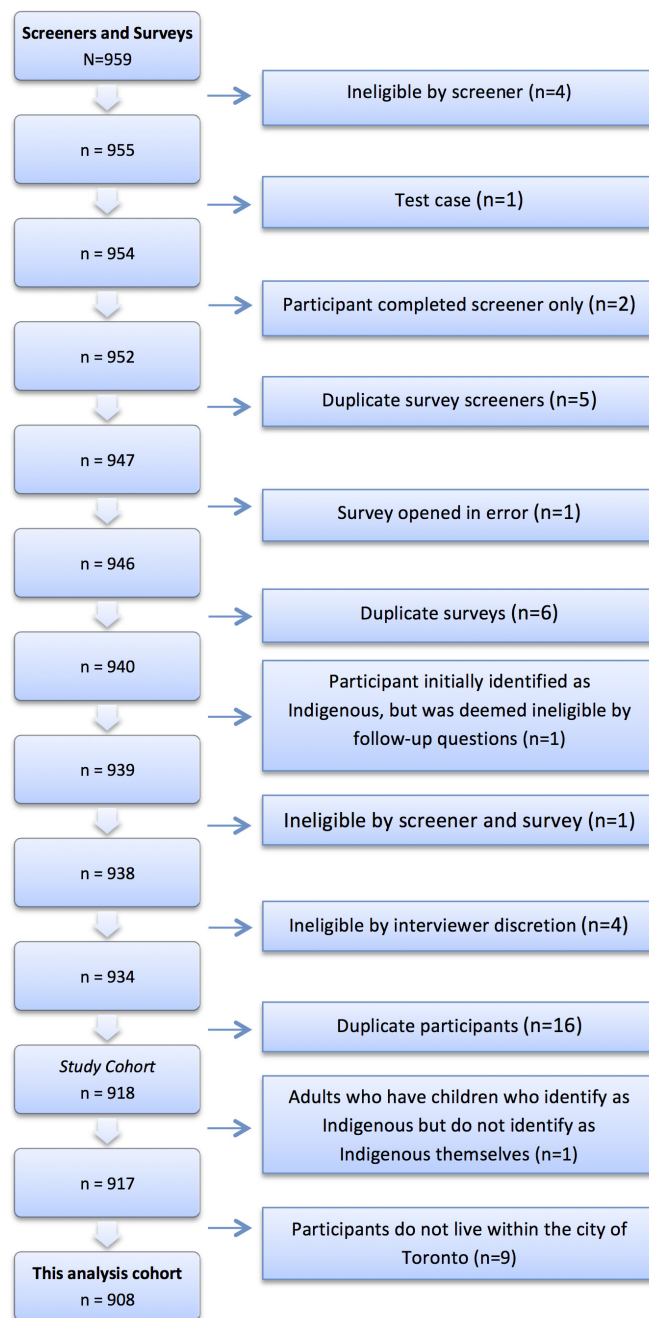 Screeners and Surveys
N=959
Ineligible by screener (n=4)
n = 955
Test case (n=1)
n = 954
Participant completed screener only (n=2)
n = 952
Duplicate survey screeners (n=5)
n = 947
Survey opened in error (n=1)
n = 946
Duplicate surveys (n=6)
n = 940
Participant initially identified as
Indigenous, but was deemed ineligible by
follow-up questions (n=1)
n = 939
Ineligible by screener and survey (n=1)
n = 938
Ineligible by interviewer discretion (n=4)
n = 934
Duplicate participants (n=16)
Study Cohort
n = 918
Adults who have children who identify as
Indigenous but do not identify as
Indigenous themselves (n=1)
n = 917
Participants do not live within the city of
Toronto (n=9)
This analysis cohort
n = 908